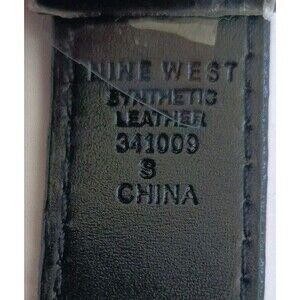 NINE WEST
SYNTHETIC
LEATHER
341009
S
CHINA